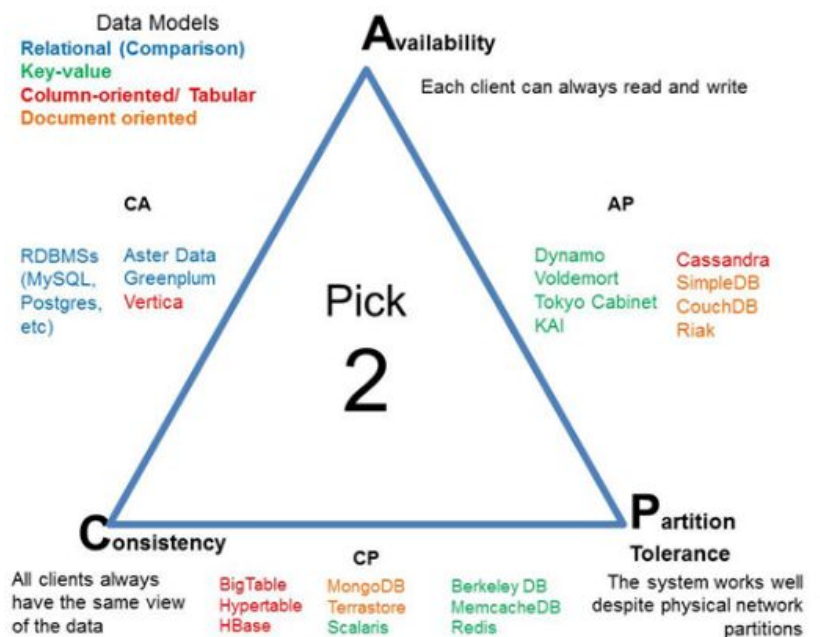 Data Models
Relational (Comparison)
Key-value
Column-oriented/ Tabular
Document oriented
Availability
Each client can always read and write
CA
RDBMSs
(MySQL,
Postgres,
etc)
Aster Data
Greenplum
Vertica
AP
Dynamo
Voldemort
Tokyo Cabinet
KAI
Cassandra
SimpleDB
CouchDB
Riak
Pick
2
Consistency
All clients always
have the same view
of the data
CP
BigTable
Hypertable
HBase
MongoDB
Terrastore
Scalaris
Berkeley DB
MemcacheDB
Redis
Partition
Tolerance
The system works well
despite physical network
partitions